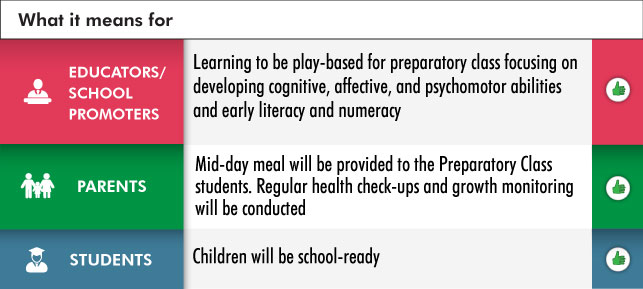 What it means for
EDUCATORS/
SCHOOL
PROMOTERS
Learning to be play-based for preparatory class focusing on
developing cognitive, affective, and psychomotor abilities
and early literacy and numeracy
PARENTS
Mid-day meal will be provided to the Preparatory Class
students. Regular health check-ups and growth monitoring
will be conducted
STUDENTS
Children will be school-ready